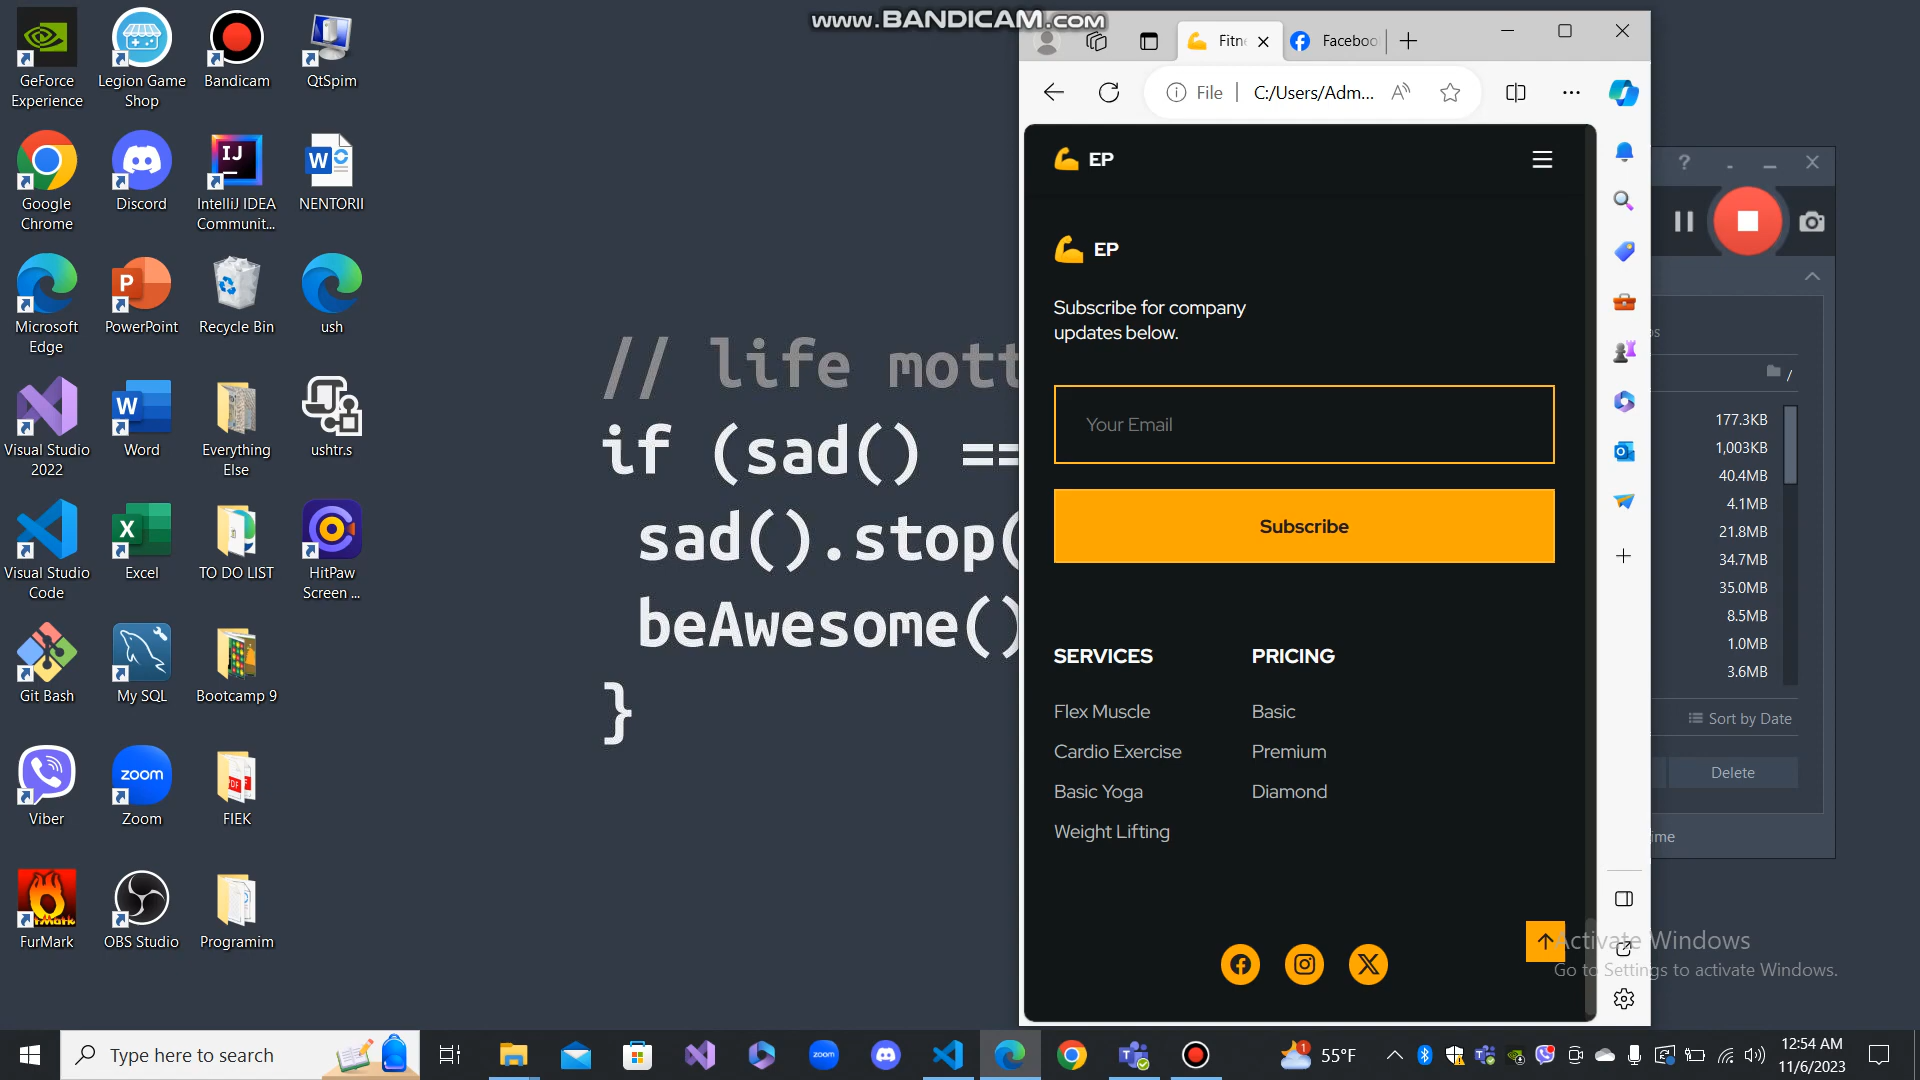 www.BANDICAM.com
GeForce
Experience
Legion Game
Shop
Bandicam
QtSpim
Google
Chrome
Discord
IntelliJ IDEA
Communit...
NENTORII
Microsoft
Edge
PowerPoint
Recycle Bin
ush
Visual Studio
2022
Word
Everything
Else
ushtr.s
Visual Studio
Code
Excel
TO DO LIST
HitPaw
Screen ...
Git Bash
My SQL
Bootcamp 9
Viber
Zoom
FIEK
FurMark
OBS Studio
Programim
// life mott
if (sad() ==
sad().stop(
beAwesome()
}
Fitn
Faceboo
File
C:/Users/Adm...
EP
EP
Subscribe for company
updates below.
Your Email
Subscribe
SERVICES
PRICING
Flex Muscle
Basic
Cardio Exercise
Premium
Basic Yoga
Diamond
Weight Lifting
/
177.3KB
1,003KB
40.4MB
4.1MB
21.8MB
34.7MB
35.0MB
8.5MB
1.0MB
3.6MB
Sort by Date
Delete
Activate Windows
Go to Settings to activate Windows.
Type here to search
zoom
55°F
12:54 AM
11/6/2023